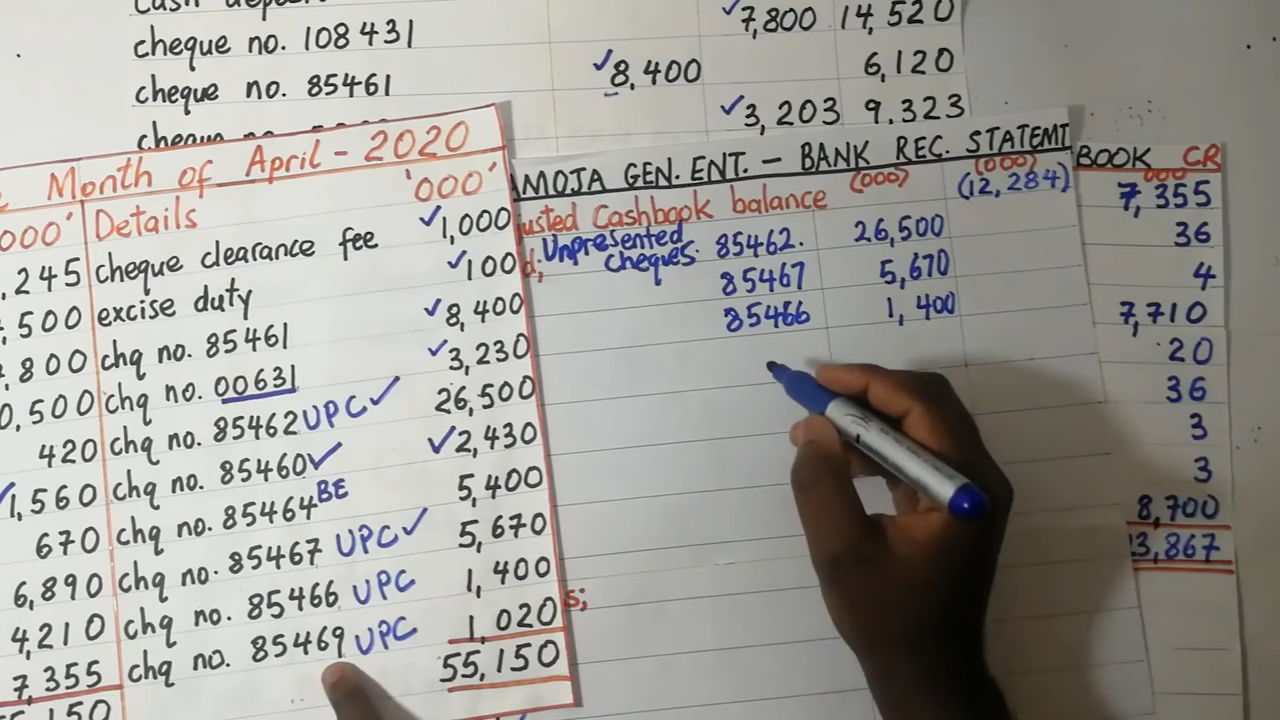 cheque no. 108431 ✓7,800 14,520
cheque no. 85461 ✓8,400 6,120
✓3,203 9,323
Month of April - 2020
000' Details '000'
,245 cheque clearance fee ✓1,000
,500 excise duty ✓100
,800 chq no. 85461 ✓8,400
0,500 chq no. 00631 ✓3,230
420 chq no. 85462 UPC✓ 26,500
✓1,560 chq no. 85460✓ ✓2,430
670 chq no. 85464 BE 5,400
6,890 chq no. 85467 UPC✓ 5,670
4,210 chq no. 85466 UPC 1,400
7,355 chq no. 85469 UPC 1,020
55,150
MOJA GEN. ENT. - BANK REC. STATEMT
(000) (000)
usted Cashbook balance (12,284)
d; Unpresented
cheques. 85462. 26,500
85467 5,670
85466 1,400
s;
BOOK CR
000
7,355
36
4
7,710
20
36
3
3
8,700
3,867